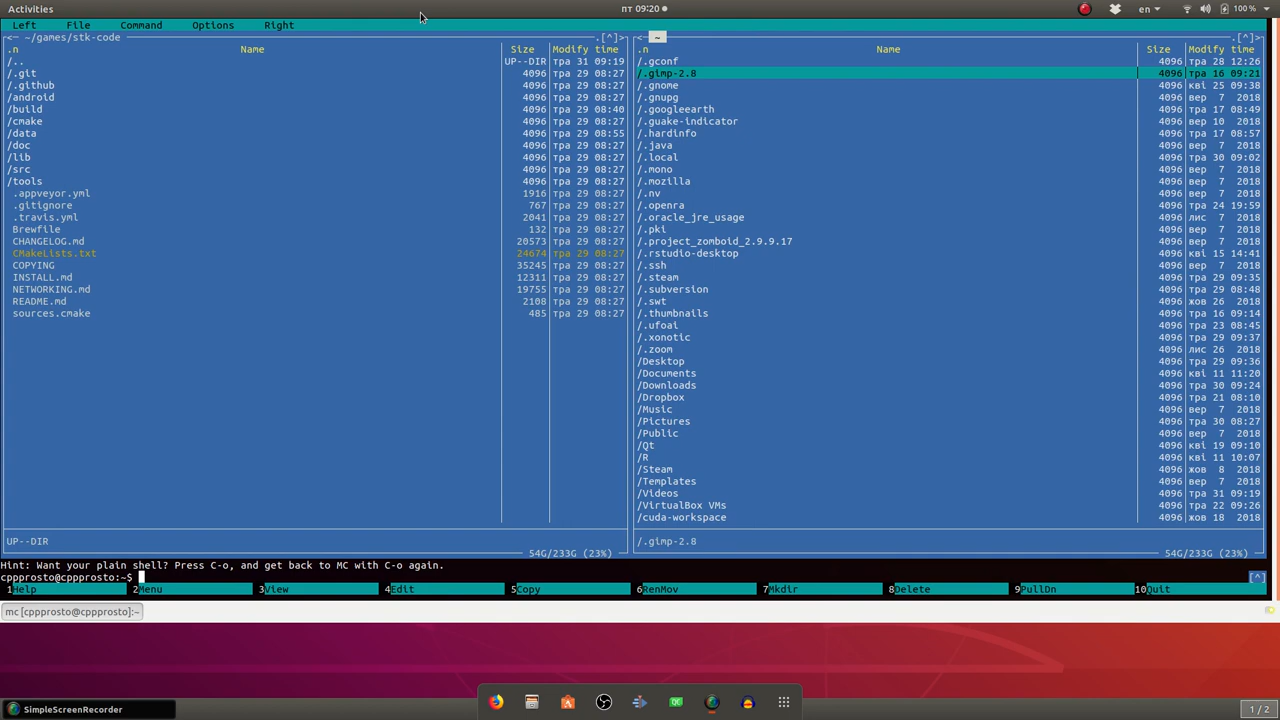 Activities пт 09:20 en 100 %
Left File Command Options Right
<− ~/games/stk-code .[^]>
.n Name Size Modify time
/.. UP--DIR тра 31 09:19
/.git 4096 тра 29 08:27
/.github 4096 тра 29 08:27
/android 4096 тра 29 08:27
/build 4096 тра 29 08:40
/cmake 4096 тра 29 08:27
/data 4096 тра 29 08:55
/doc 4096 тра 29 08:27
/lib 4096 тра 29 08:27
/src 4096 тра 29 08:27
/tools 4096 тра 29 08:27
.appveyor.yml 1916 тра 29 08:27
.gitignore 767 тра 29 08:27
.travis.yml 2041 тра 29 08:27
Brewfile 132 тра 29 08:27
CHANGELOG.md 20573 тра 29 08:27
CMakeLists.txt 24674 тра 29 08:27
COPYING 35245 тра 29 08:27
INSTALL.md 12311 тра 29 08:27
NETWORKING.md 19755 тра 29 08:27
README.md 2108 тра 29 08:27
sources.cmake 485 тра 29 08:27
UP--DIR
54G/233G (23%)
<− ~ .[^]>
.n Name Size Modify time
/.gconf 4096 тра 28 12:26
/.gimp-2.8 4096 тра 16 09:21
/.gnome 4096 кві 25 09:38
/.gnupg 4096 вер 7 2018
/.googleearth 4096 тра 17 08:49
/.guake-indicator 4096 вер 10 2018
/.hardinfo 4096 тра 17 08:57
/.java 4096 вер 7 2018
/.local 4096 тра 30 09:02
/.mono 4096 вер 7 2018
/.mozilla 4096 вер 7 2018
/.nv 4096 вер 7 2018
/.openra 4096 тра 24 19:59
/.oracle_jre_usage 4096 лис 7 2018
/.pki 4096 вер 7 2018
/.project_zomboid_2.9.9.17 4096 вер 7 2018
/.rstudio-desktop 4096 кві 15 14:41
/.ssh 4096 вер 7 2018
/.steam 4096 тра 29 09:35
/.subversion 4096 тра 29 08:48
/.swt 4096 жов 26 2018
/.thumbnails 4096 тра 16 09:14
/.ufoai 4096 тра 23 08:45
/.xonotic 4096 тра 29 09:37
/.zoom 4096 лис 26 2018
/Desktop 4096 тра 29 09:36
/Documents 4096 кві 11 11:20
/Downloads 4096 тра 30 09:24
/Dropbox 4096 тра 21 08:10
/Music 4096 вер 7 2018
/Pictures 4096 тра 30 08:27
/Public 4096 вер 7 2018
/Qt 4096 кві 19 09:10
/R 4096 кві 11 10:07
/Steam 4096 жов 8 2018
/Templates 4096 вер 7 2018
/Videos 4096 тра 31 09:19
/VirtualBox VMs 4096 тра 22 09:26
/cuda-workspace 4096 жов 18 2018
/.gimp-2.8
54G/233G (23%)
Hint: Want your plain shell? Press C-o, and get back to MC with C-o again.
cppprosto@cppprosto:~$ [^]
1Help 2Menu 3View 4Edit 5Copy 6RenMov 7Mkdir 8Delete 9PullDn 10Quit
mc [cppprosto@cppprosto]:~
SimpleScreenRecorder 1 / 2